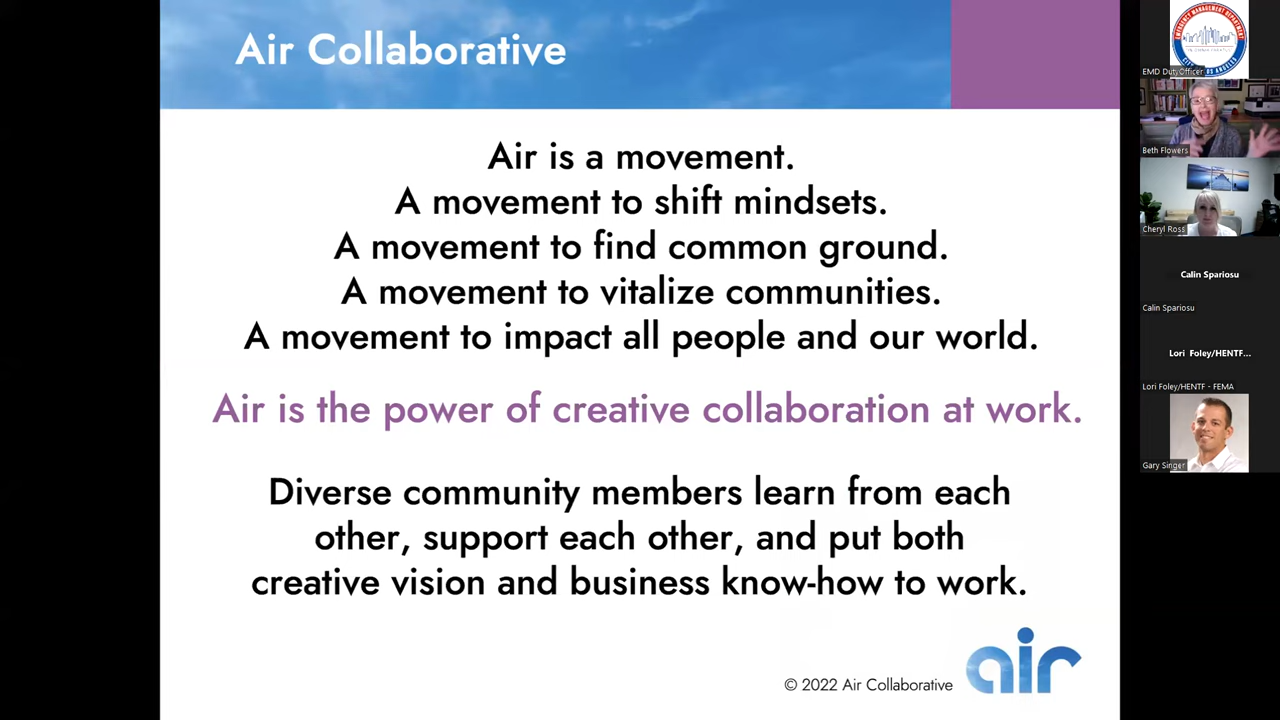 Air Collaborative
Air is a movement.
A movement to shift mindsets.
A movement to find common ground.
A movement to vitalize communities.
A movement to impact all people and our world.
Air is the power of creative collaboration at work.
Diverse community members learn from each
other, support each other, and put both
creative vision and business know-how to work.
© 2022 Air Collaborative
air
EMERGENCY MANAGEMENT DEPARTMENT
EMD DutyOfficer
Beth Flowers
Cheryl Ross
Calin Spariosu
Calin Spariosu
Lori Foley/HENTF...
Lori Foley/HENTF - FEMA
Gary Singer